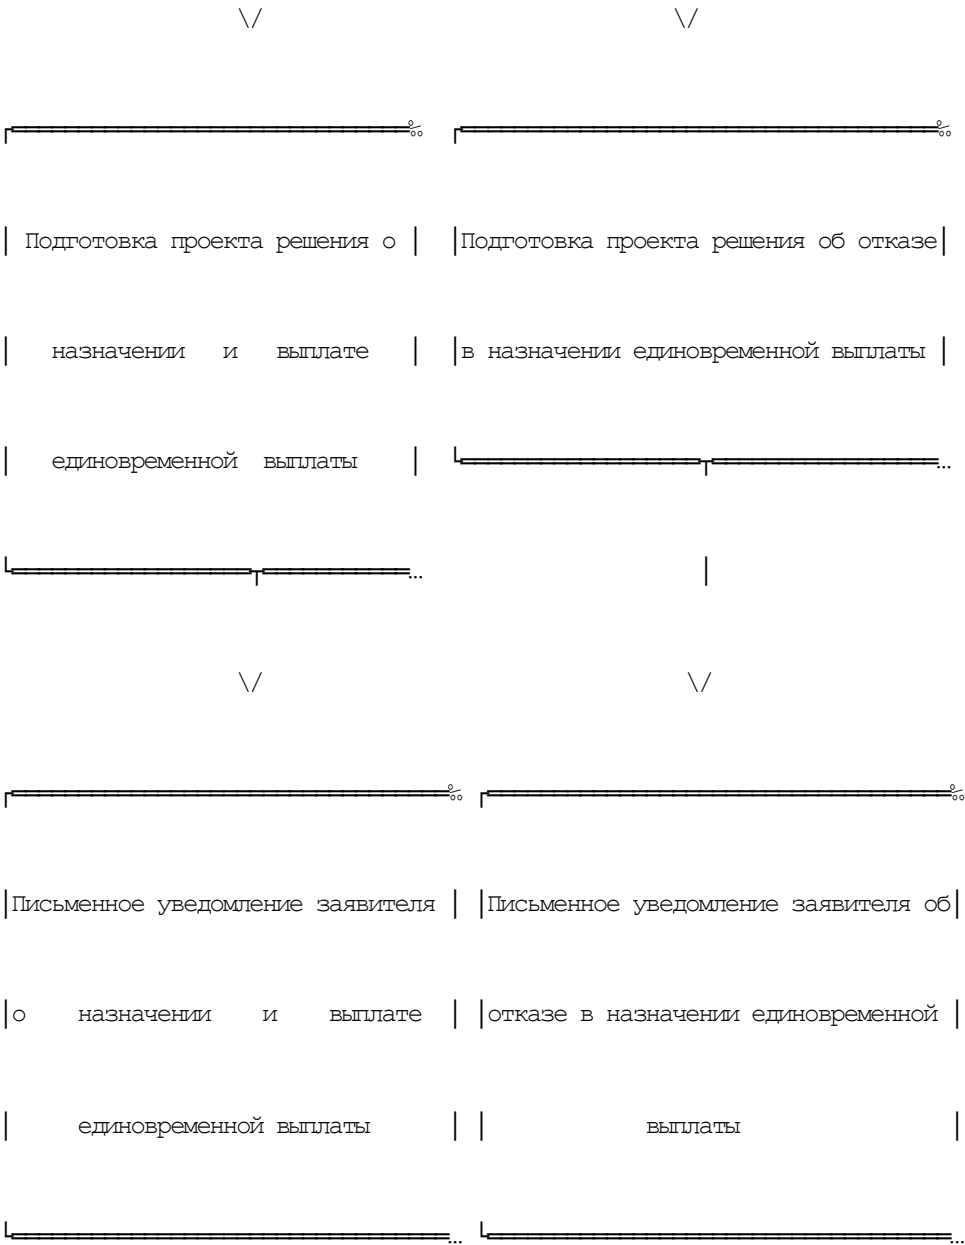 Подготовка проекта решения о
назначении и выплате
единовременной выплаты
Подготовка проекта решения об отказе
в назначении единовременной выплаты
Письменное уведомление заявителя
о назначении и выплате
единовременной выплаты
Письменное уведомление заявителя об
отказе в назначении единовременной
выплаты